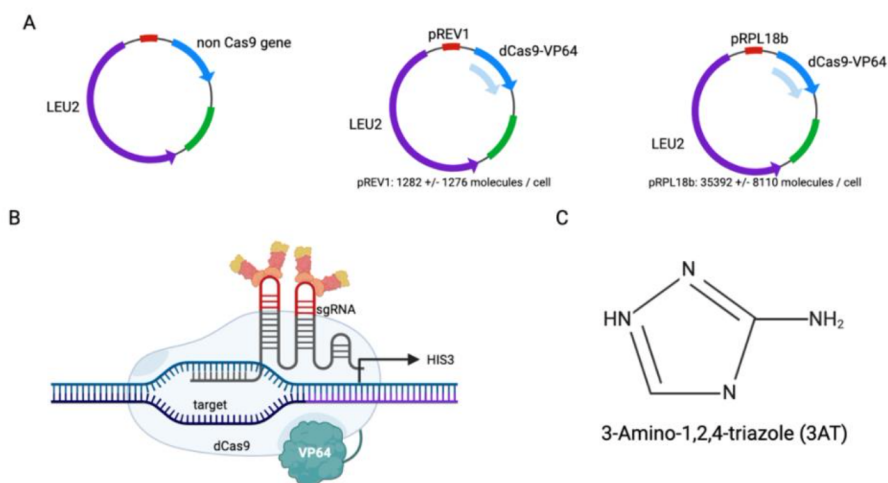 A
non Cas9 gene
LEU2
pREV1
dCas9-VP64
LEU2
pREV1: 1282 +/- 1276 molecules / cell
pRPL18b
dCas9-VP64
LEU2
pRPL18b: 35392 +/- 8110 molecules / cell
B
sgRNA
HIS3
target
dCas9
VP64
C
N
HN
NH₂
N
3-Amino-1,2,4-triazole (3AT)